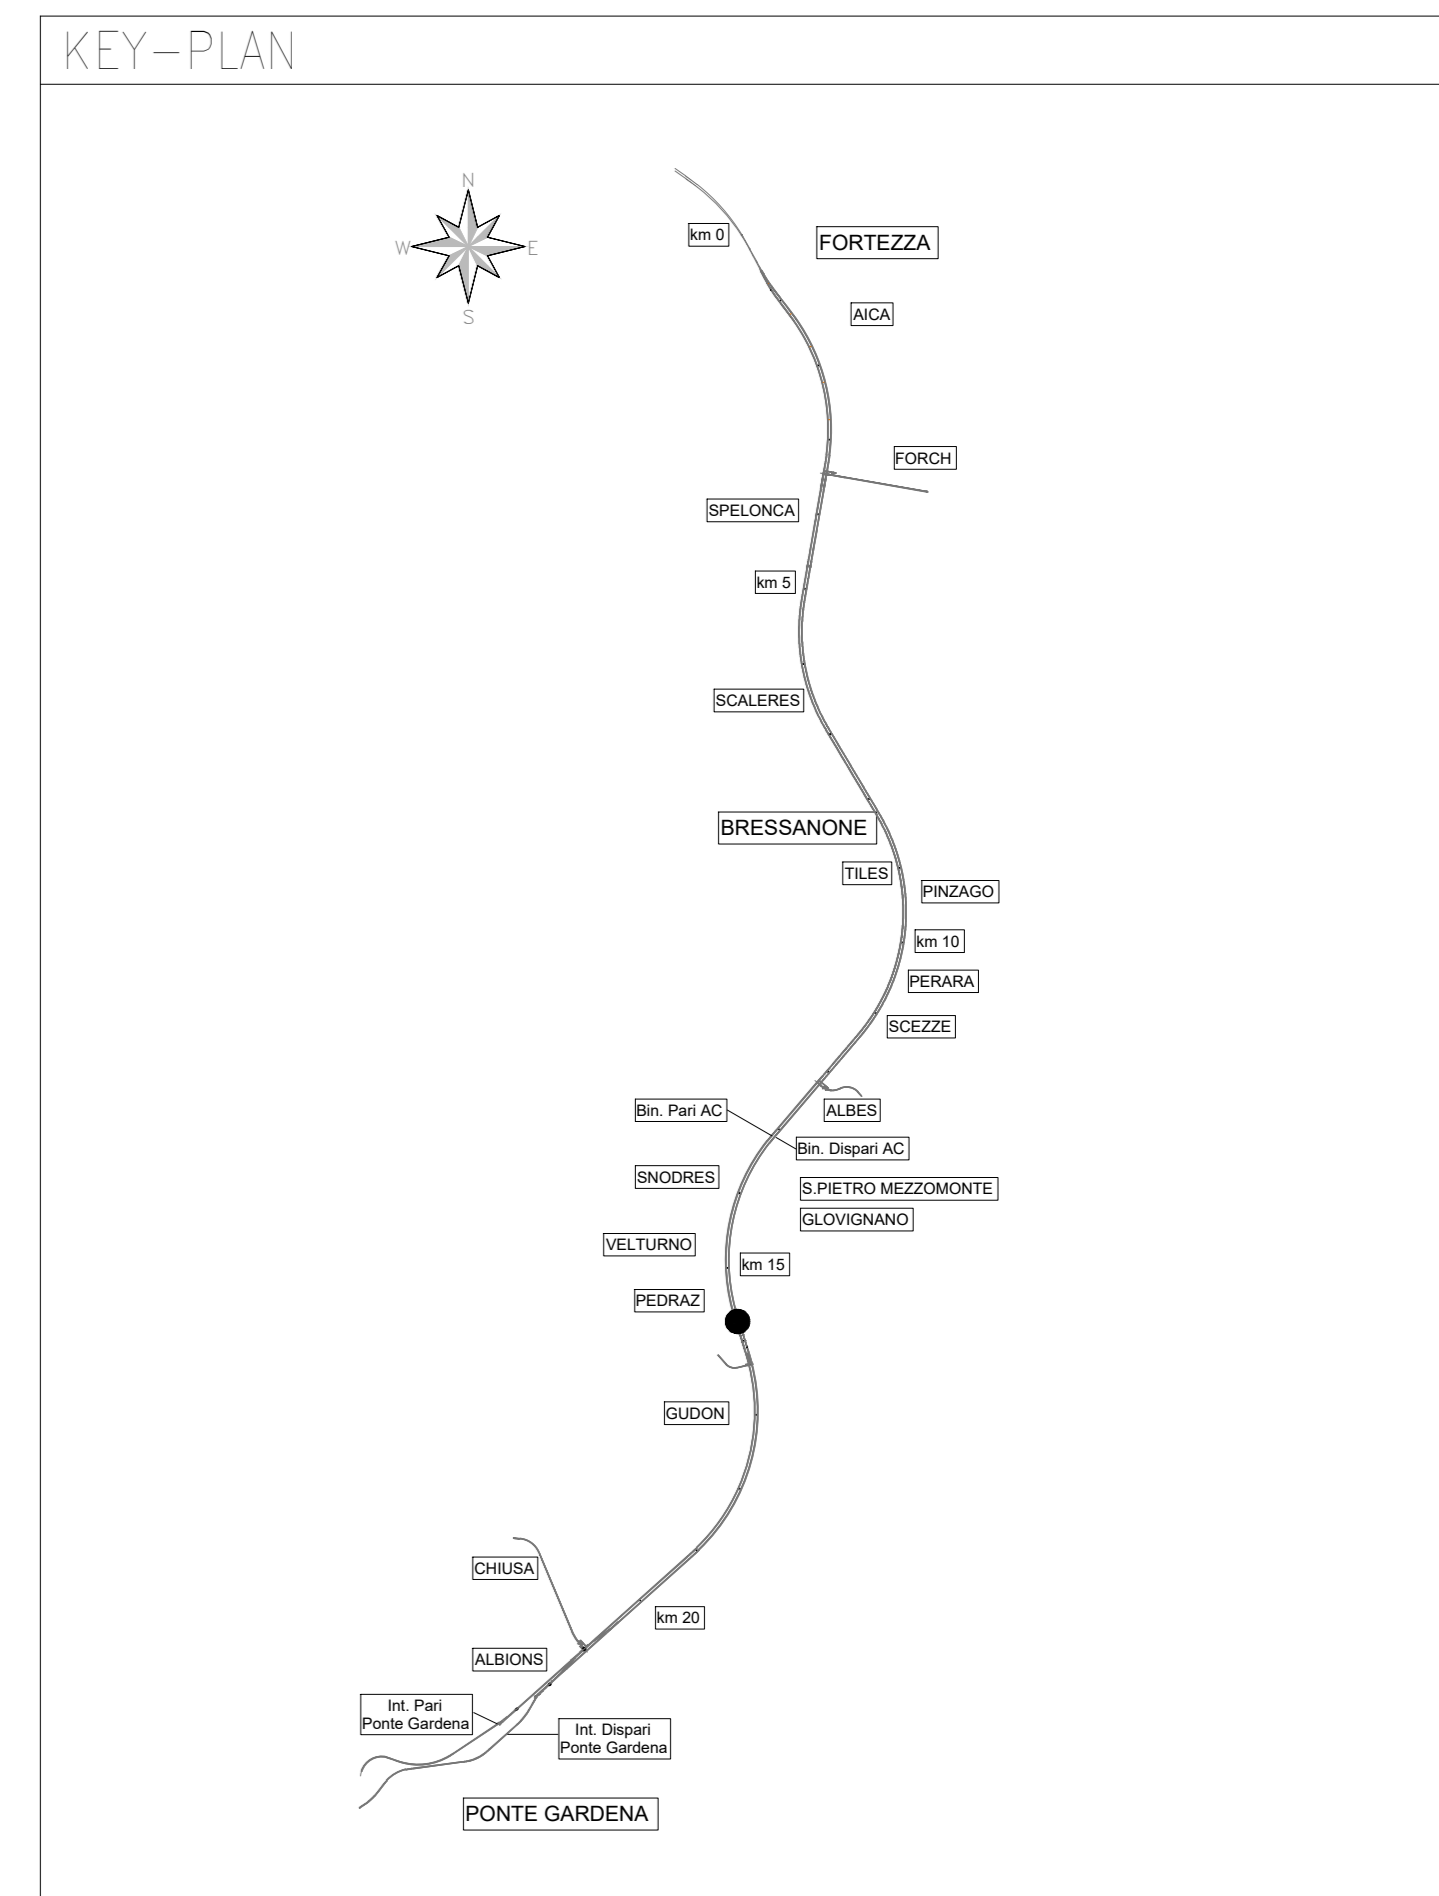 KEY-PLAN
N
W
E
S
km 0
FORTEZZA
AICA
FORCH
SPELONCA
km 5
SCALERES
BRESSANONE
TILES
PINZAGO
km 10
PERARA
SCEZZE
Bin. Pari AC
ALBES
Bin. Dispari AC
SNODRES
S.PIETRO MEZZOMONTE
GLOVIGNANO
VELTURNO
km 15
PEDRAZ
GUDON
CHIUSA
km 20
ALBIONS
Int. Pari
Ponte Gardena
Int. Dispari
Ponte Gardena
PONTE GARDENA